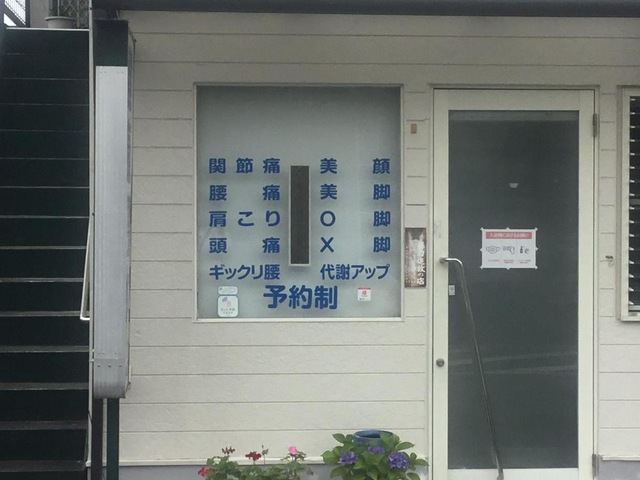 関節痛 美顔
腰痛 美脚
肩こり O脚
頭痛 X脚
ギックリ腰 代謝アップ
予約制